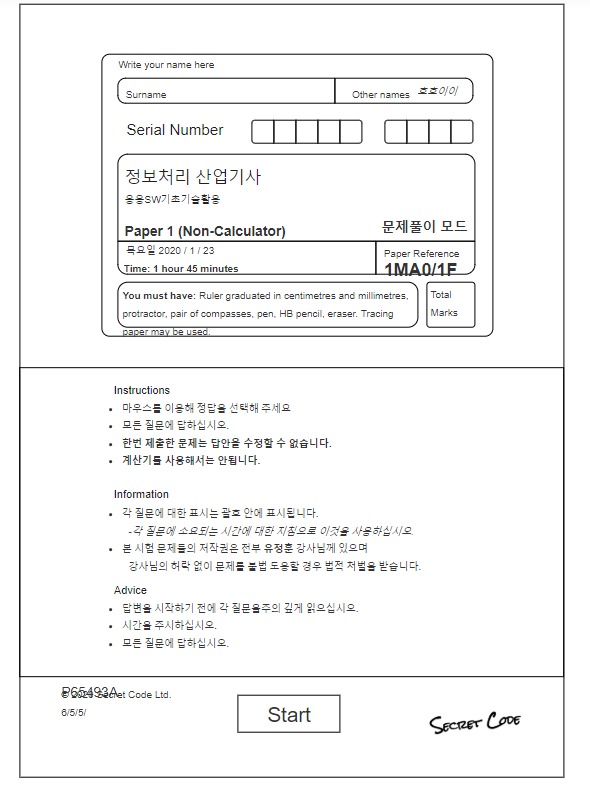 Write your name here
Surname
Other names 호호이이
Serial Number
정보처리 산업기사
응용SW기초기술활용
Paper 1 (Non-Calculator)
문제풀이 모드
목요일 2020 / 1 / 23
Time: 1 hour 45 minutes
Paper Reference
1MA0/1F
You must have: Ruler graduated in centimetres and millimetres,
protractor, pair of compasses, pen, HB pencil, eraser. Tracing
paper may be used.
Total
Marks
Instructions
• 마우스를 이용해 정답을 선택해 주세요
• 모든 질문에 답하십시오.
• 한번 제출한 문제는 답안을 수정할 수 없습니다.
• 계산기를 사용해서는 안됩니다.
Information
• 각 질문에 대한 표시는 괄호 안에 표시됩니다.
-각 질문에 소요되는 시간에 대한 지침으로 이것을 사용하십시오.
• 본 시험 문제들의 저작권은 전부 유정훈 강사님께 있으며
강사님의 허락 없이 문제를 불법 도용할 경우 법적 처벌을 받습니다.
Advice
• 답변을 시작하기 전에 각 질문을주의 깊게 읽으십시오.
• 시간을 주시하십시오.
• 모든 질문에 답하십시오.
P65493A
© 2020 Secret Code Ltd.
6/5/5/
Start
SECRET CODE